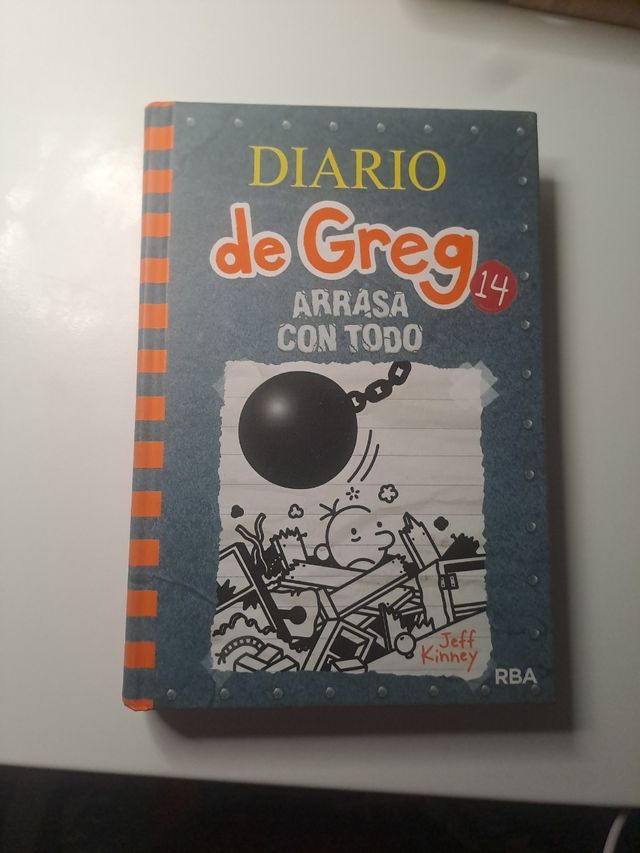 DIARIO
de Greg
14
ARRASA
CON TODO
Jeff
Kinney
RBA